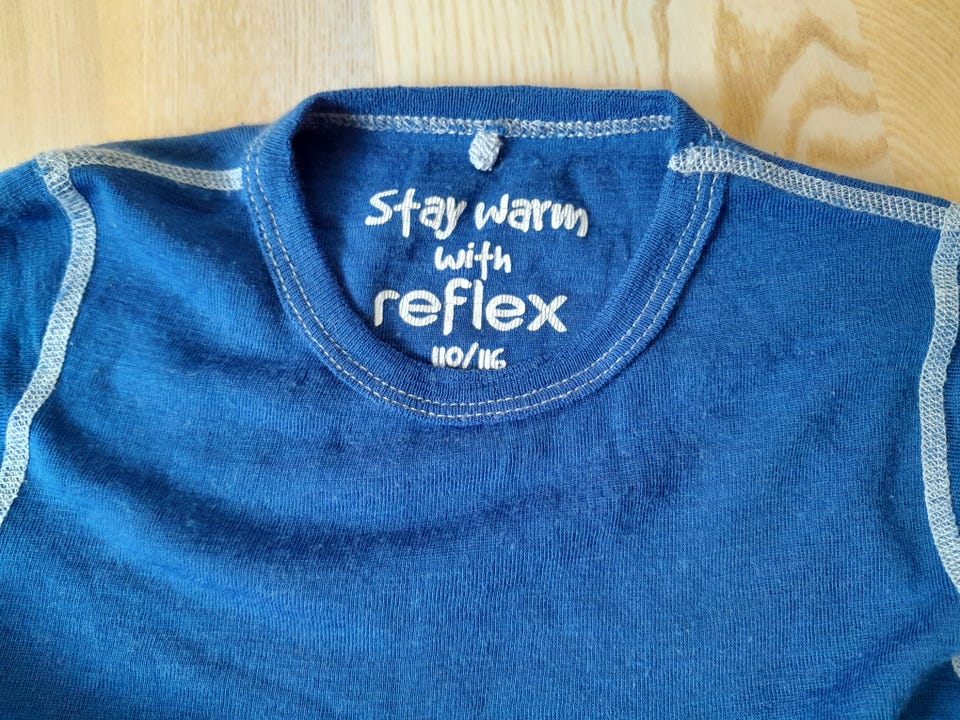 Stay warm
with
reflex
110/116